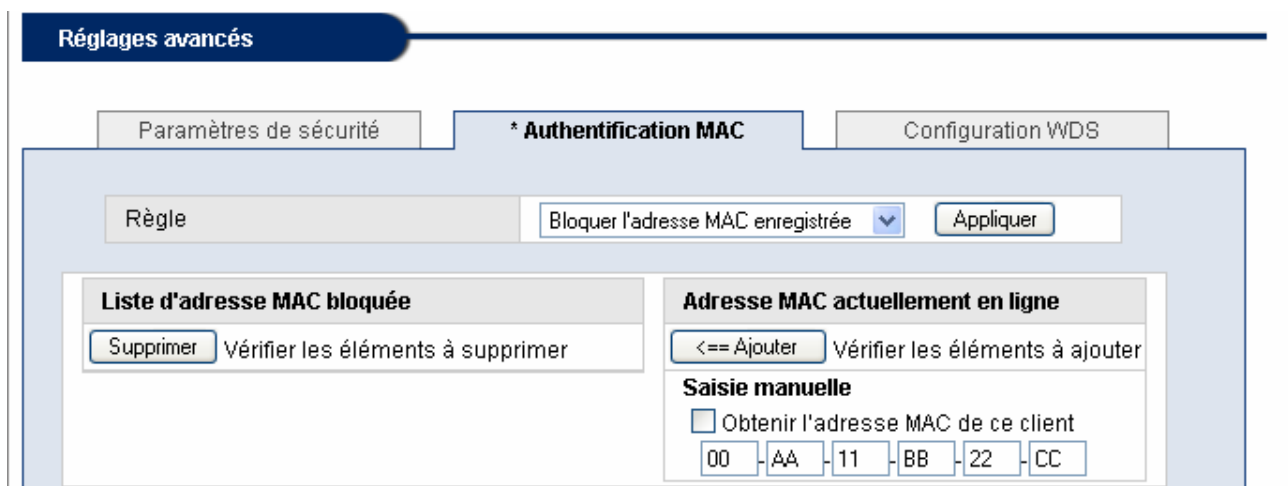 Réglages avancés
Paramètres de sécurité * Authentification MAC Configuration WDS
Règle Bloquer l'adresse MAC enregistrée Appliquer
Liste d'adresse MAC bloquée
Supprimer Vérifier les éléments à supprimer
Adresse MAC actuellement en ligne
<== Ajouter Vérifier les éléments à ajouter
Saisie manuelle
Obtenir l'adresse MAC de ce client
00 - AA - 11 - BB - 22 - CC